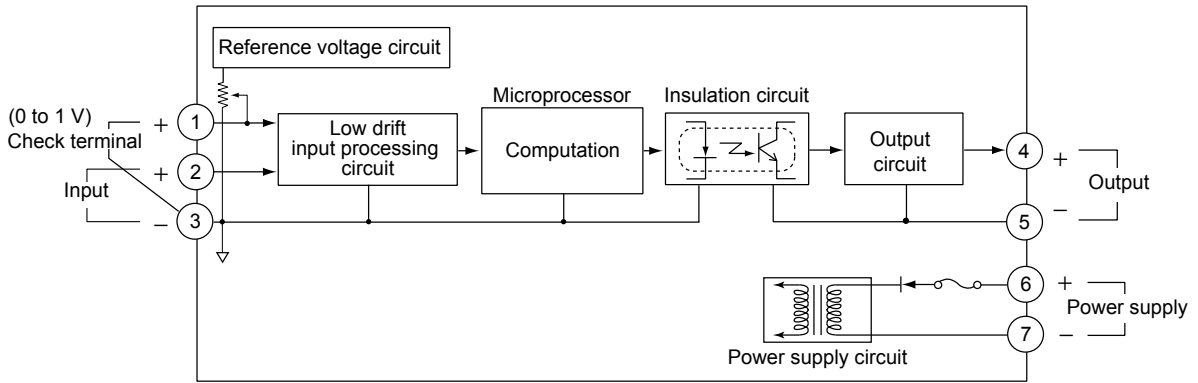 Reference voltage circuit
(0 to 1 V)
Check terminal
+
1
Input
+
2
−
3
Low drift
input processing
circuit
Microprocessor
Computation
Insulation circuit
Output
circuit
4
+
Output
5
−
6
+
Power supply
7
−
Power supply circuit